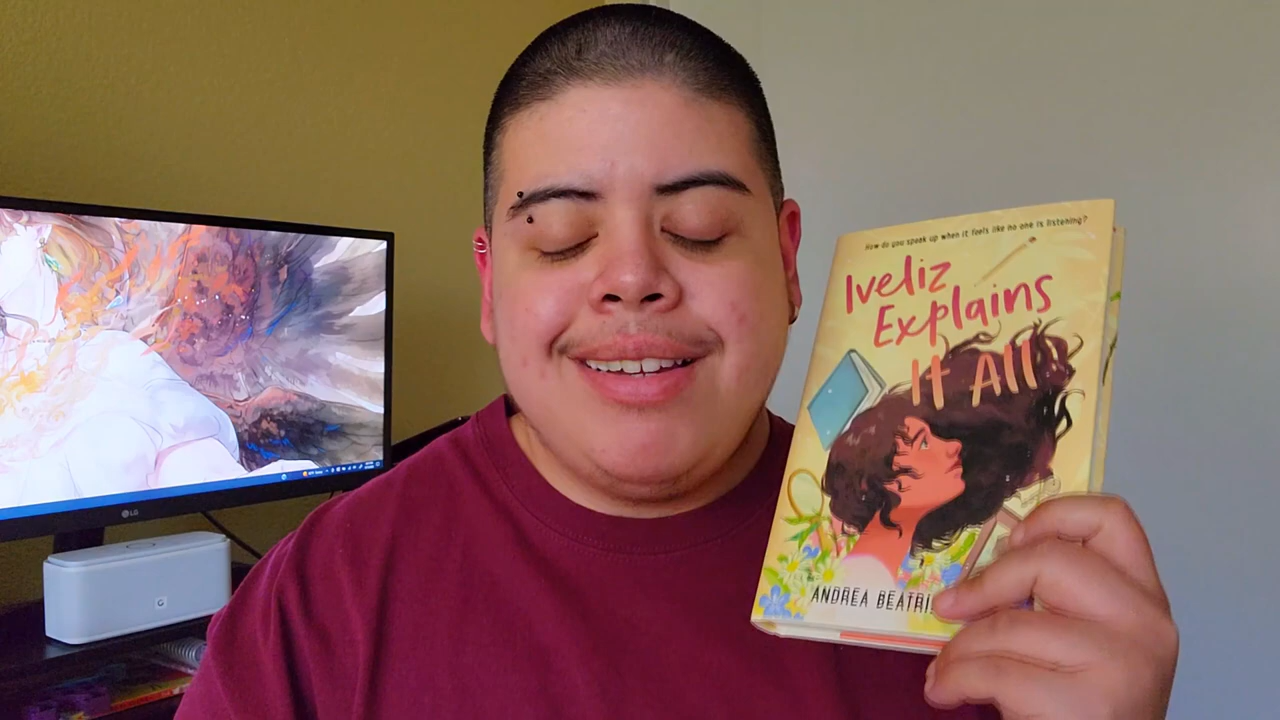 How do you speak up when it feels like no one is listening?
Iveliz
Explains
It All
ANDREA BEATRI
LG
G